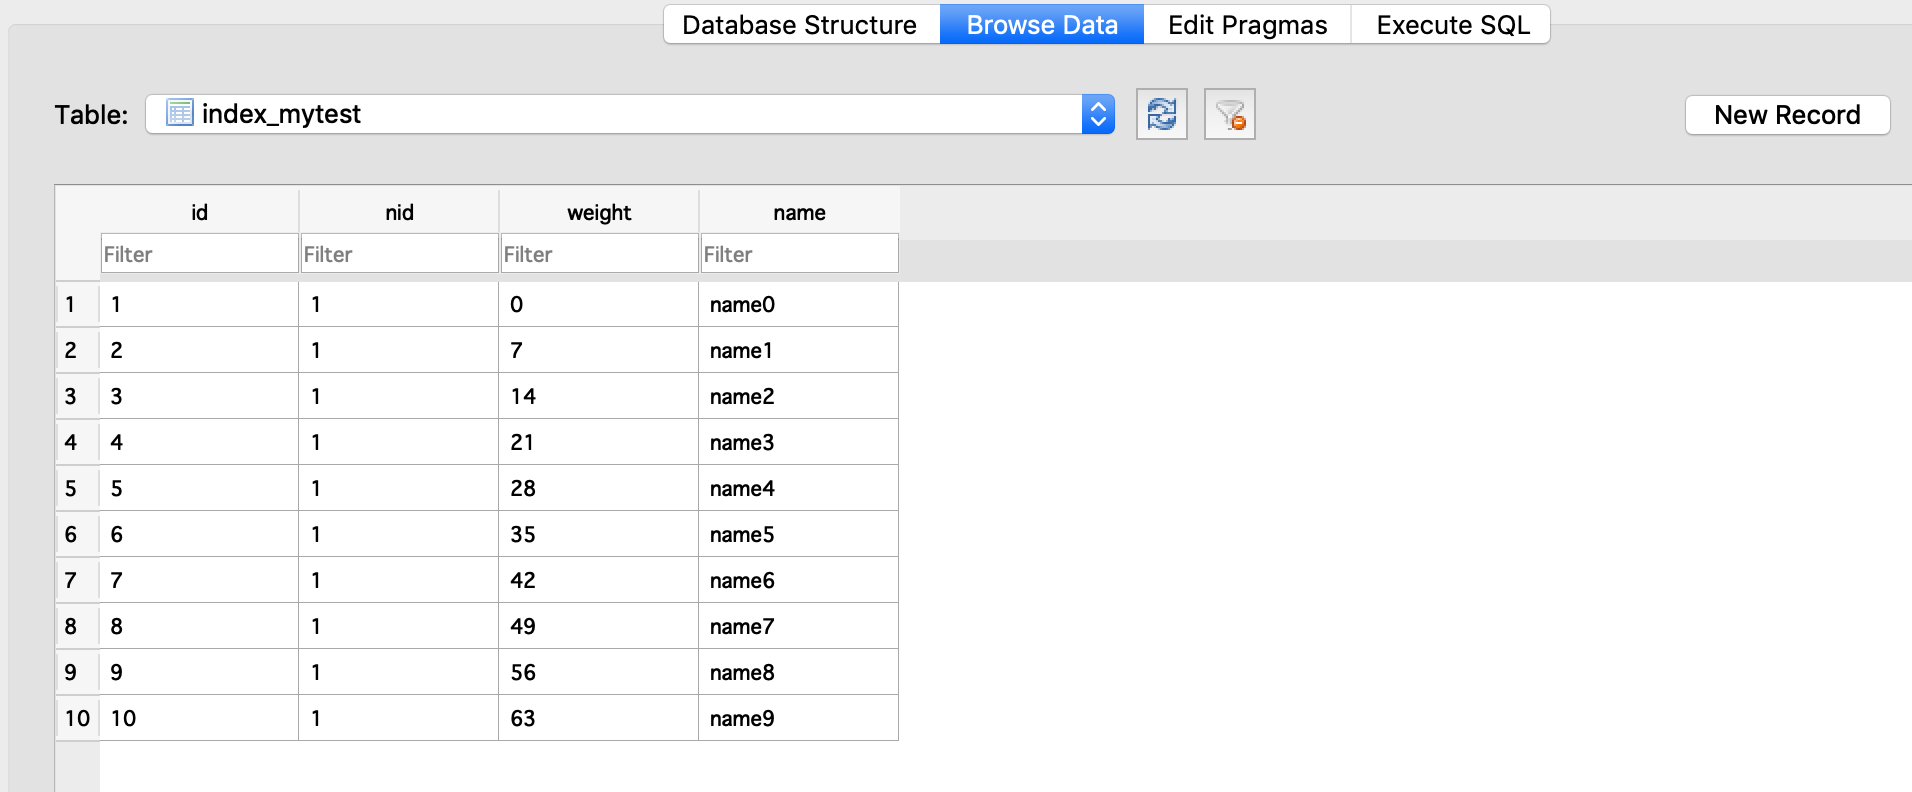 Database Structure Browse Data Edit Pragmas Execute SQL
Table: index_mytest New Record
id nid weight name
Filter Filter Filter Filter
1 1 1 0 name0
2 2 1 7 name1
3 3 1 14 name2
4 4 1 21 name3
5 5 1 28 name4
6 6 1 35 name5
7 7 1 42 name6
8 8 1 49 name7
9 9 1 56 name8
10 10 1 63 name9